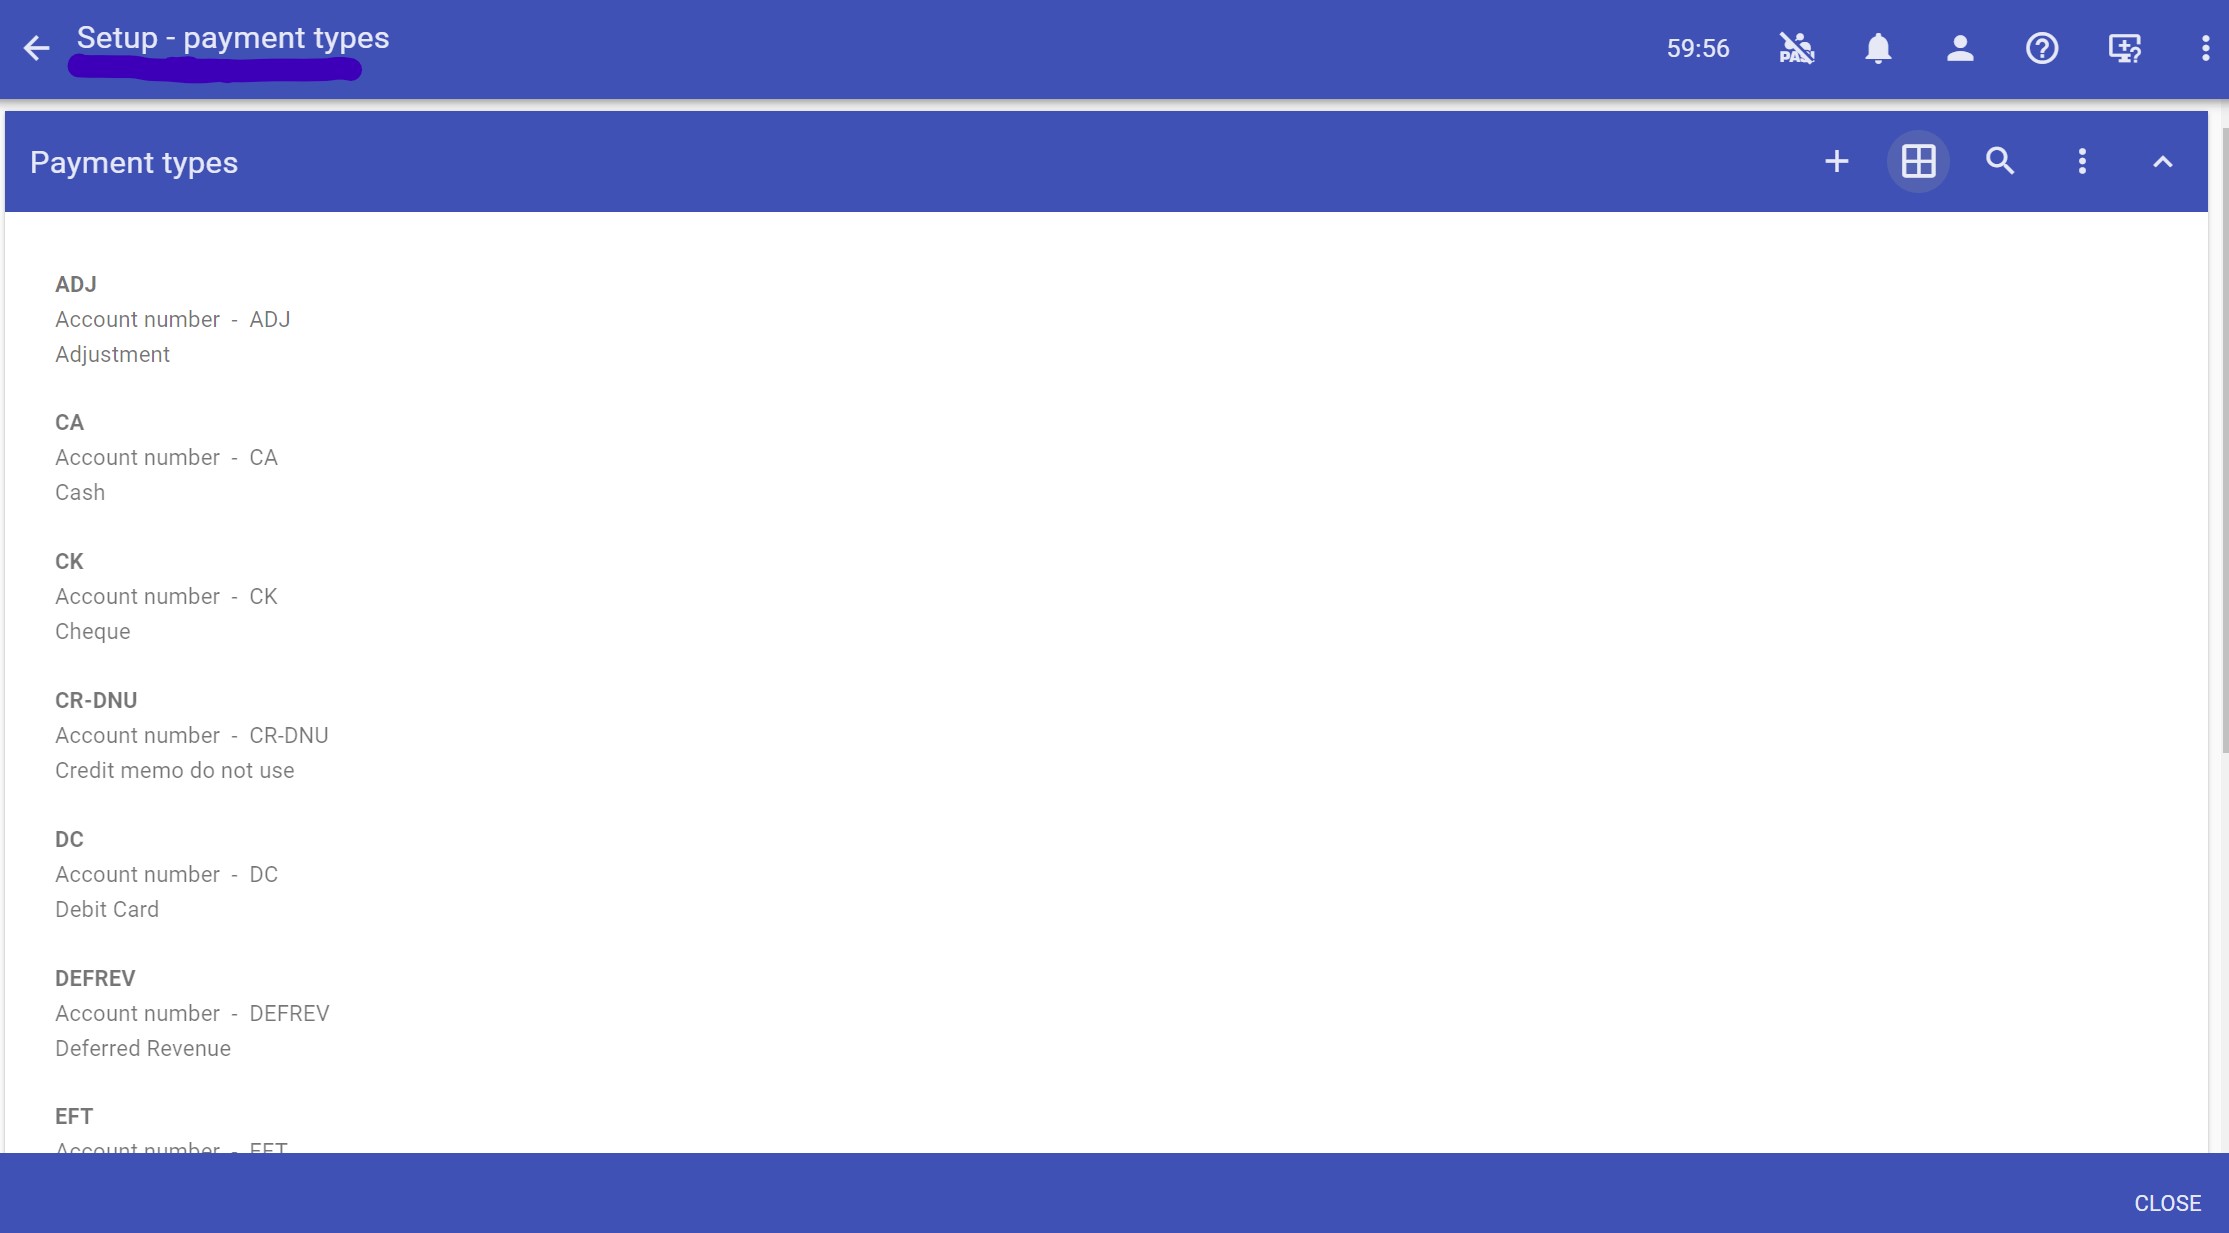 Setup - payment types
59:56
Payment types
ADJ
Account number - ADJ
Adjustment
CA
Account number - CA
Cash
CK
Account number - CK
Cheque
CR-DNU
Account number - CR-DNU
Credit memo do not use
DC
Account number - DC
Debit Card
DEFREV
Account number - DEFREV
Deferred Revenue
EFT
Account number - EFT
CLOSE